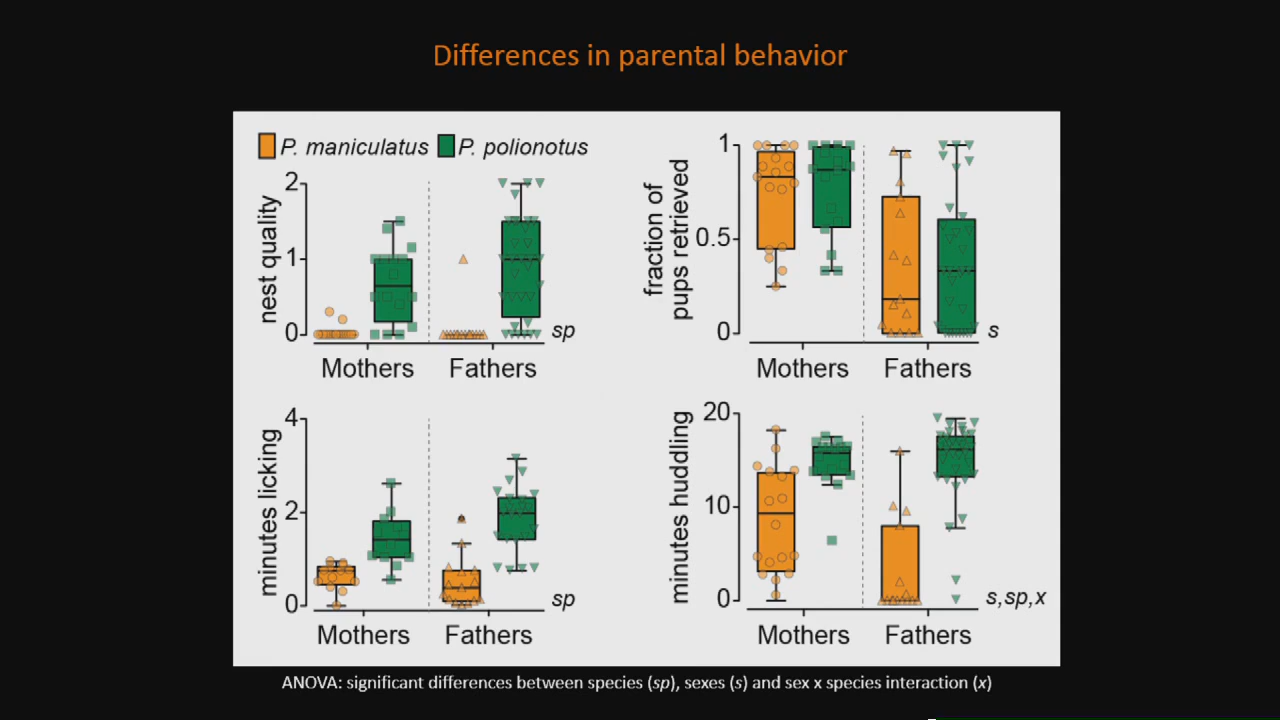 Differences in parental behavior
P. maniculatus P. polionotus
nest quality
2
1
0
sp
Mothers Fathers
fraction of
pups retrieved
1
0.5
0
s
Mothers Fathers
minutes licking
4
2
0
sp
Mothers Fathers
minutes huddling
20
10
0
s,sp,x
Mothers Fathers
ANOVA: significant differences between species (sp), sexes (s) and sex x species interaction (x)